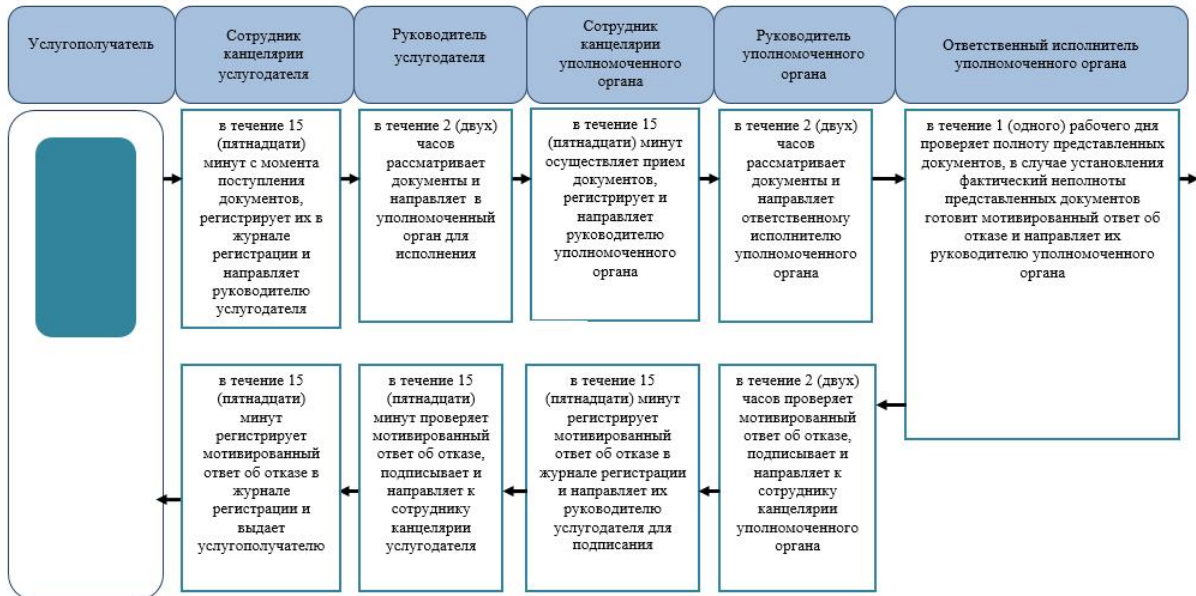 Услугополучатель
Сотрудник
канцелярии
услугодателя
Руководитель
услугодателя
Сотрудник
канцелярии
уполномоченного
органа
Руководитель
уполномоченного
органа
Ответственный исполнитель
уполномоченного органа
в течение 15
(пятнадцати)
минут с момента
поступления
документов,
регистрирует их в
журнале
регистрации и
направляет
руководителю
услугодателя
в течение 2 (двух)
часов
рассматривает
документы и
направляет в
уполномоченный
орган для
исполнения
в течение 15
(пятнадцати) минут
осуществляет прием
документов,
регистрирует и
направляет
руководителю
уполномоченного
органа
в течение 2 (двух)
часов
рассматривает
документы и
направляет
ответственному
исполнителю
уполномоченного
органа
в течение 1 (одного) рабочего дня
проверяет полноту представленных
документов, в случае установления
фактический неполноты
представленных документов
готовит мотивированный ответ об
отказе и направляет их
руководителю уполномоченного
органа
в течение 15
(пятнадцати)
минут
регистрирует
мотивированный
ответ об отказе в
журнале
регистрации и
выдает
услугополучателю
в течение 15
(пятнадцати)
минут проверяет
мотивированный
ответ об отказе,
подписывает и
направляет к
сотруднику
канцелярии
услугодателя
в течение 15
(пятнадцати) минут
регистрирует
мотивированный
ответ об отказе в
журнале регистрации
и направляет их
руководителю
услугодателя для
подписания
в течение 2 (двух)
часов проверяет
мотивированный
ответ об отказе,
подписывает и
направляет к
сотруднику
канцелярии
уполномоченного
органа